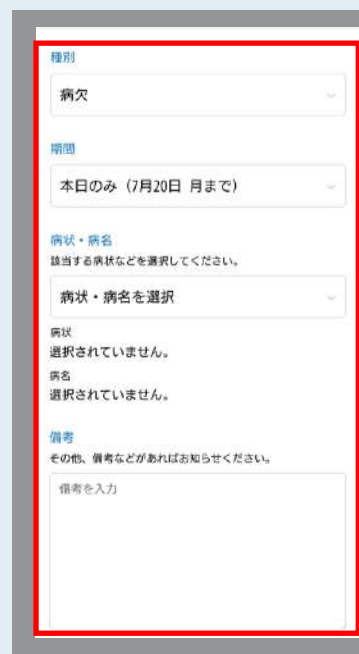 種別
病欠
期間
本日のみ (7月20日 月まで)
病状・病名
該当する病状などを選択してください。
病状・病名を選択
病状
選択されていません。
病名
選択されていません。
備考
その他、備考などがあればお知らせください。
備考を入力